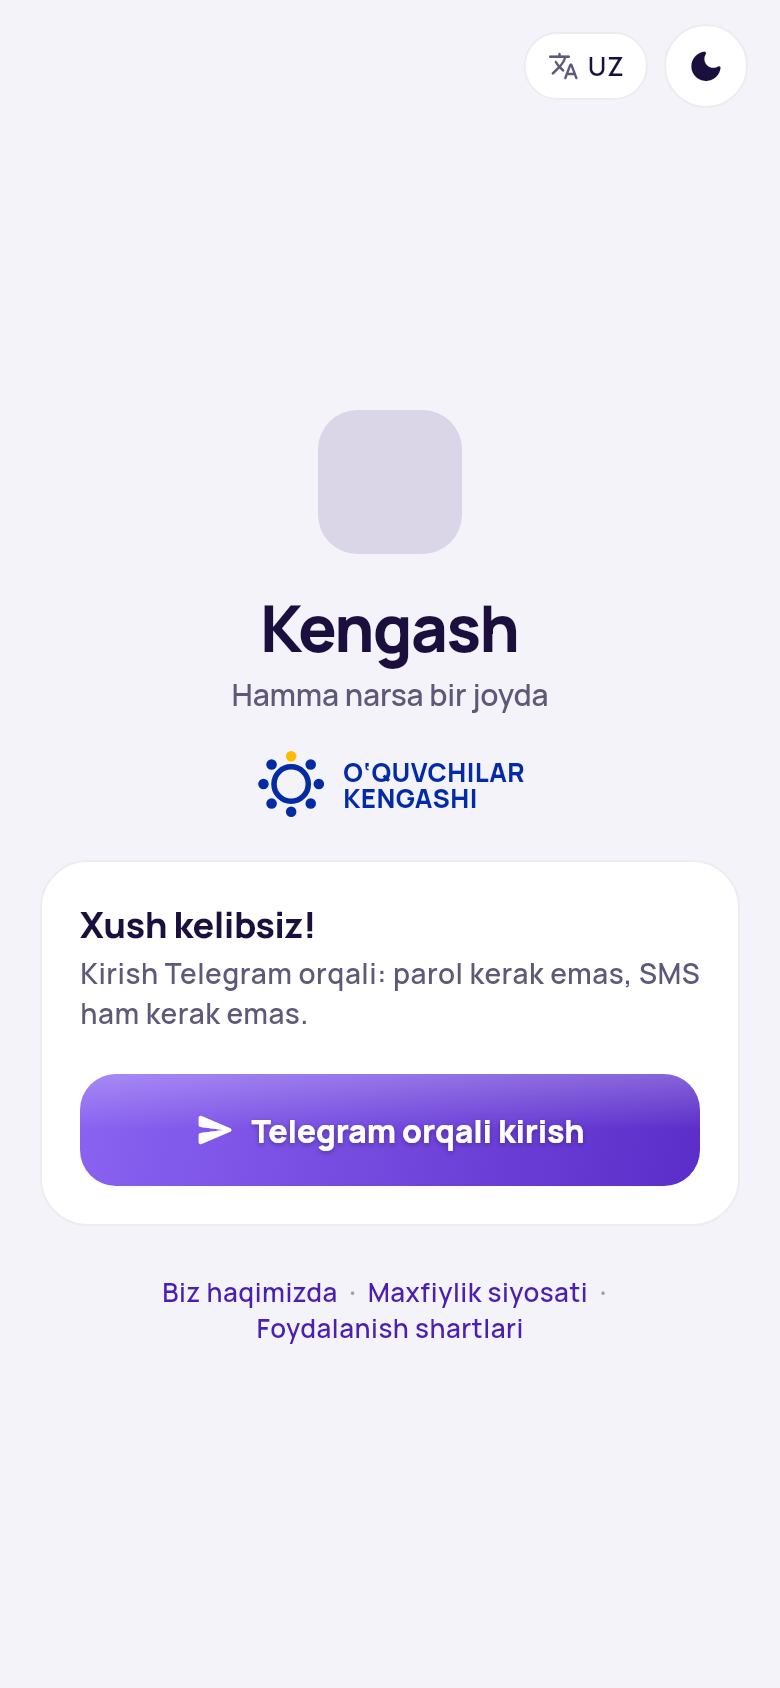 UZ
Kengash
Hamma narsa bir joyda
OʻQUVCHILAR
KENGASHI
Xush kelibsiz!
Kirish Telegram orqali: parol kerak emas, SMS
ham kerak emas.
Telegram orqali kirish
Biz haqimizda · Maxfiylik siyosati ·
Foydalanish shartlari